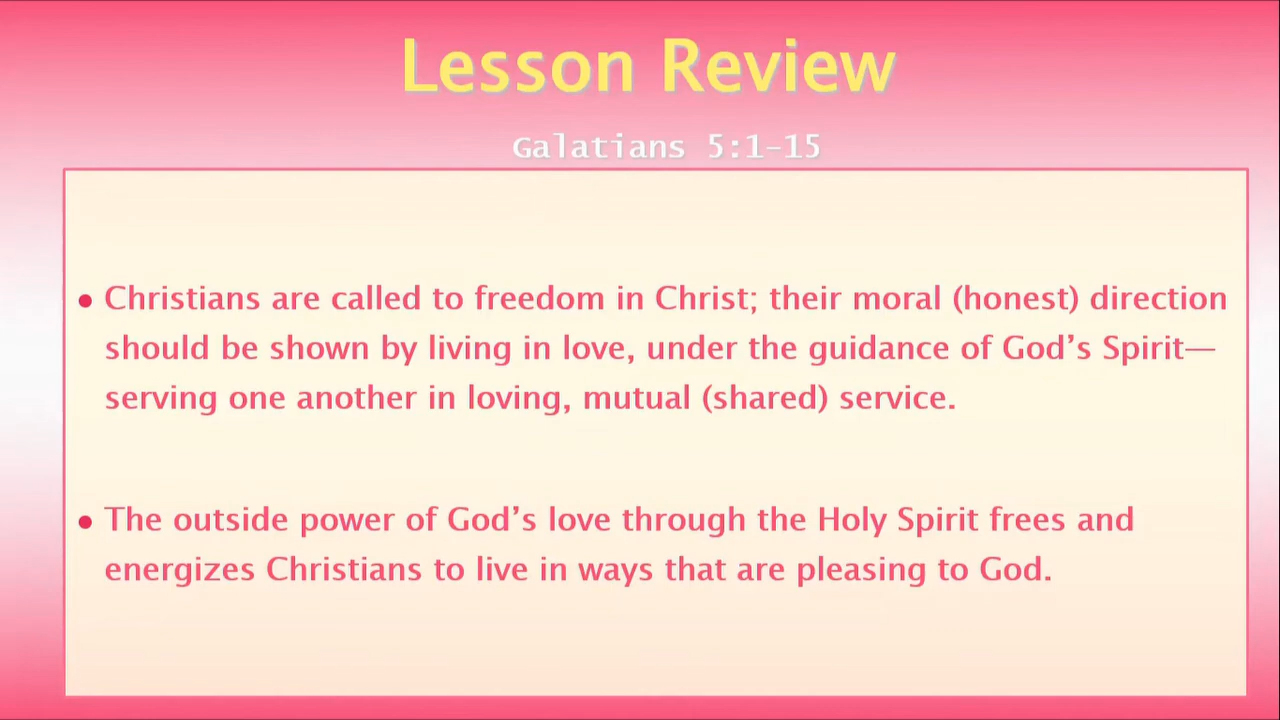 Lesson Review
Galatians 5:1–15
• Christians are called to freedom in Christ; their moral (honest) direction
should be shown by living in love, under the guidance of God’s Spirit—
serving one another in loving, mutual (shared) service.
• The outside power of God’s love through the Holy Spirit frees and
energizes Christians to live in ways that are pleasing to God.